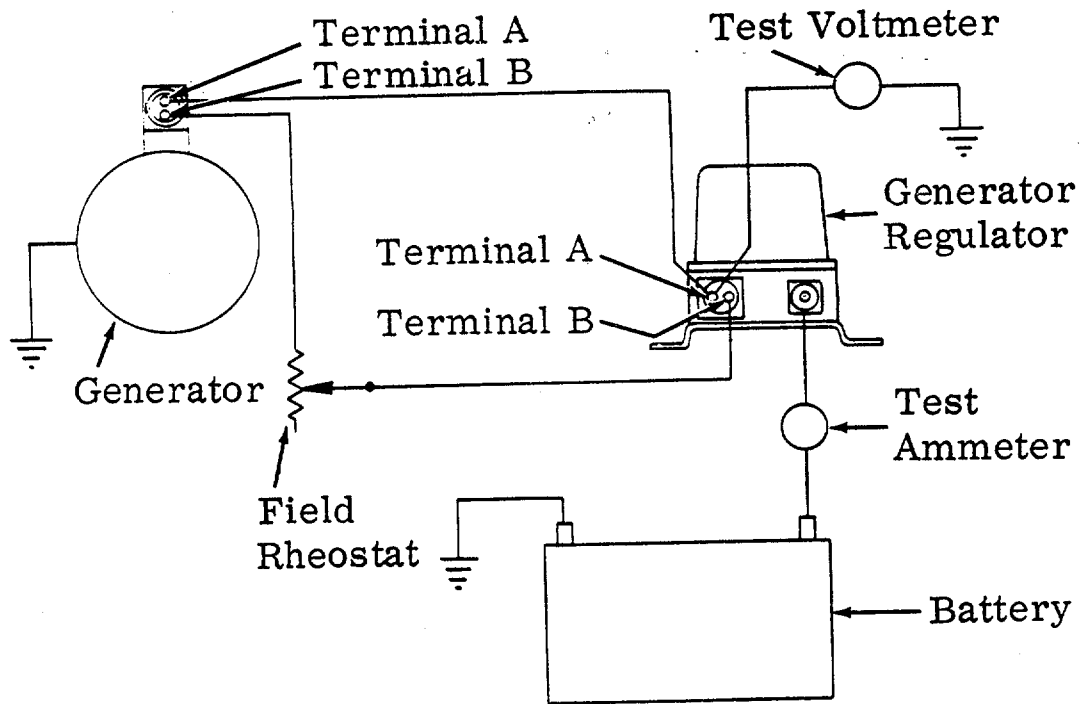 Terminal A
Terminal B
Test Voltmeter
Generator
Regulator
Terminal A
Terminal B
Generator
Test
Ammeter
Field
Rheostat
Battery